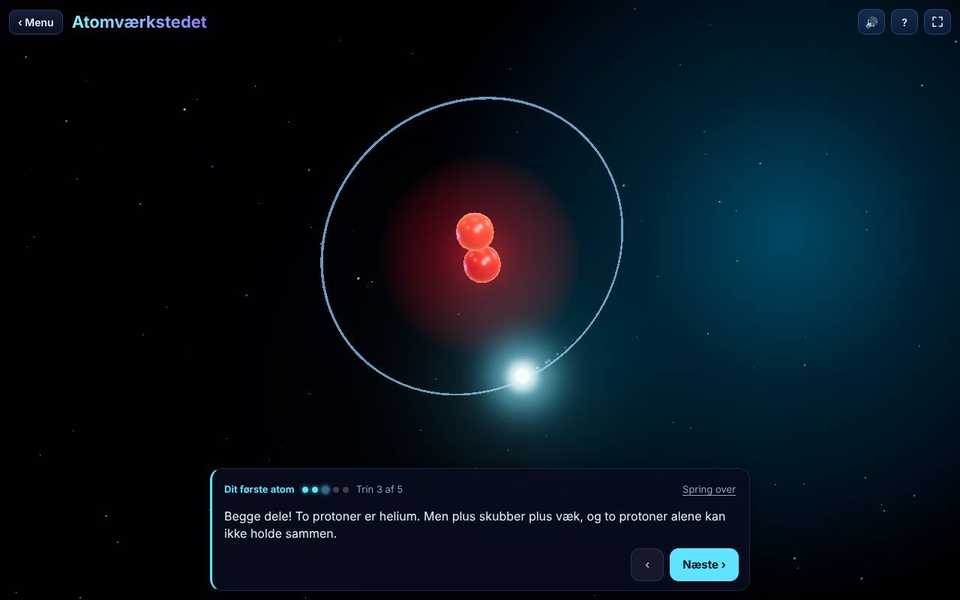 ‹ Menu Atomværkstedet ?
Dit første atom Trin 3 af 5 Spring over
Begge dele! To protoner er helium. Men plus skubber plus væk, og to protoner alene kan
ikke holde sammen.
‹ Næste ›